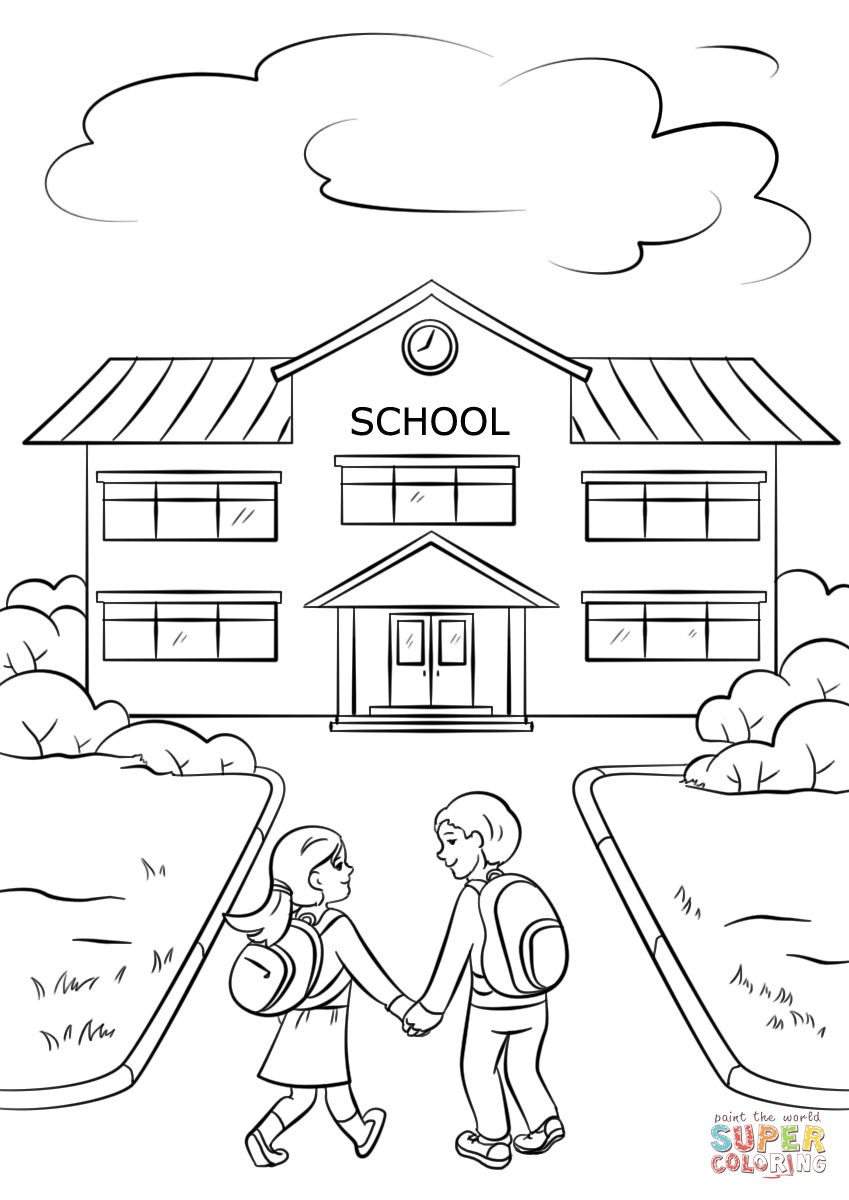 SCHOOL
paint the world
SUPER
COLORING